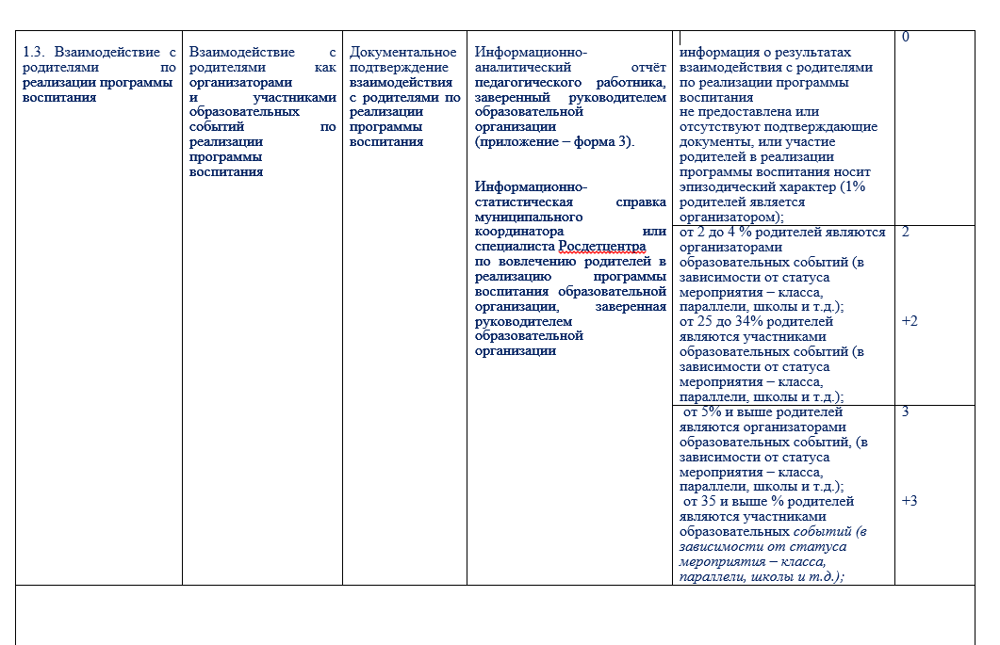 1.3. Взаимодействие с
родителями по
реализации программы
воспитания
Взаимодействие с
родителями как
организаторами
и участниками
образовательных
событий по
реализации
программы
воспитания
Документальное
подтверждение
взаимодействия
с родителями по
реализации
программы
воспитания
Информационно-
аналитический отчёт
педагогического работника,
заверенный руководителем
образовательной
организации
(приложение – форма 3).
Информационно-
статистическая справка
муниципального
координатора или
специалиста Росдетцентра
по вовлечению родителей в
реализацию программы
воспитания образовательной
организации, заверенная
руководителем
образовательной
организации
информация о результатах
взаимодействия с родителями
по реализации программы
воспитания
не предоставлена или
отсутствуют подтверждающие
документы, или участие
родителей в реализации
программы воспитания носит
эпизодический характер (1%
родителей является
организатором);
0
от 2 до 4 % родителей являются
организаторами
образовательных событий (в
зависимости от статуса
мероприятия – класса,
параллели, школы и т.д.);
2
от 25 до 34% родителей
являются участниками
образовательных событий (в
зависимости от статуса
мероприятия – класса,
параллели, школы и т.д.);
+2
от 5% и выше родителей
являются организаторами
образовательных событий, (в
зависимости от статуса
мероприятия – класса,
параллели, школы и т.д.);
3
от 35 и выше % родителей
являются участниками
образовательных событий (в
зависимости от статуса
мероприятия – класса,
параллели, школы и т.д.);
+3